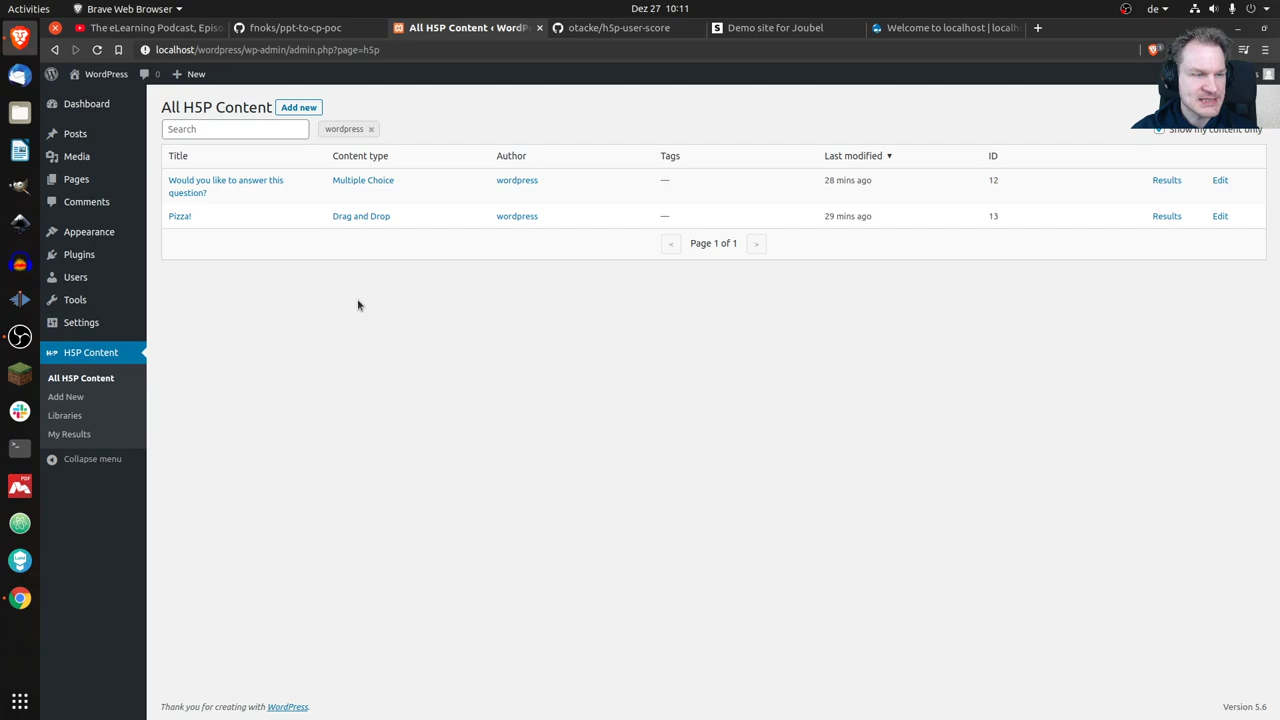 Activities
Brave Web Browser
Dez 27 10:11
de
The eLearning Podcast, Episo
fnoks/ppt-to-cp-poc
All H5P Content ‹ WordP
otacke/h5p-user-score
Demo site for Joubel
Welcome to localhost | localh
localhost/wordpress/wp-admin/admin.php?page=h5p
WordPress
0
New
Dashboard
Posts
Media
Pages
Comments
Appearance
Plugins
Users
Tools
Settings
H5P Content
All H5P Content
Add New
Libraries
My Results
Collapse menu
All H5P Content Add new
Search
wordpress
Show my content only
Title Content type Author Tags Last modified ▼ ID
Would you like to answer this question? Multiple Choice wordpress — 28 mins ago 12 Results Edit
Pizza! Drag and Drop wordpress — 29 mins ago 13 Results Edit
< Page 1 of 1 >
Thank you for creating with WordPress.
Version 5.6